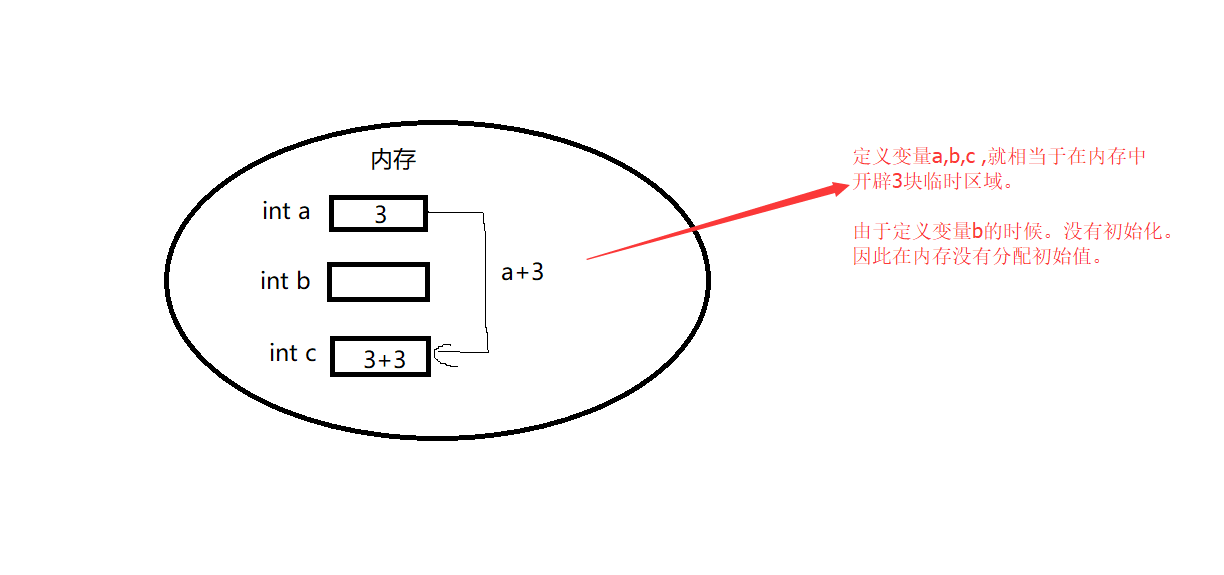 内存
int a
3
int b
a+3
int c
3+3
定义变量a,b,c ,就相当于在内存中
开辟3块临时区域。
由于定义变量b的时候。没有初始化。
因此在内存没有分配初始值。